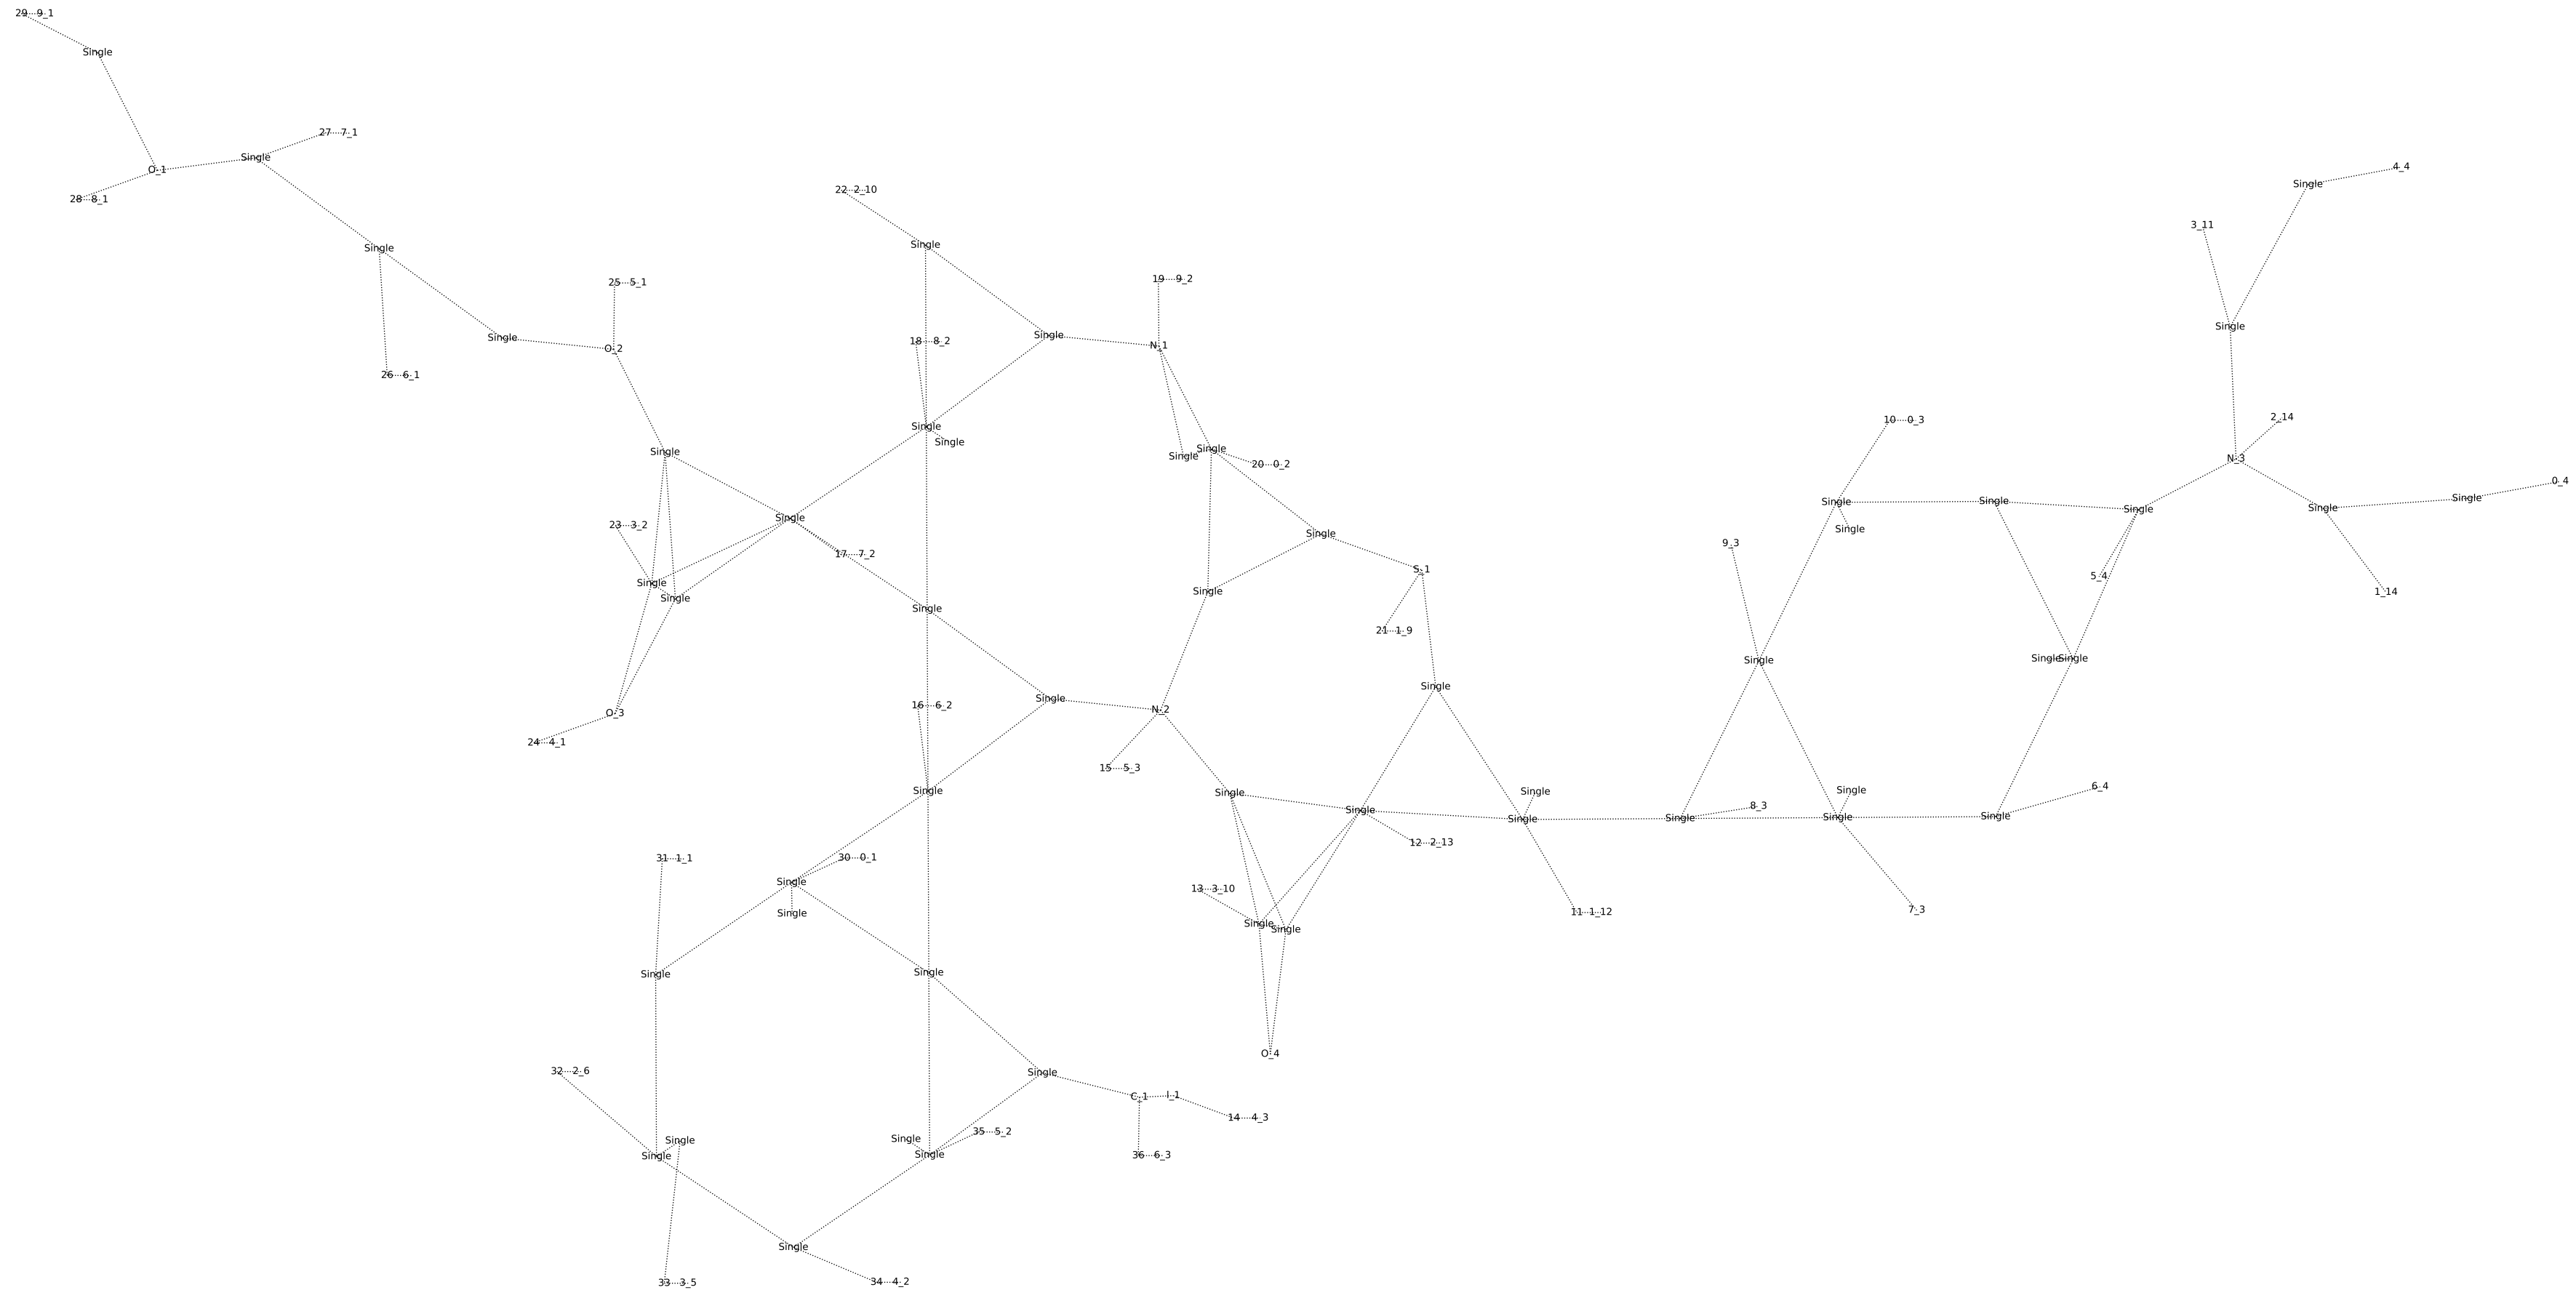 29 9_1
Single
27 7_1
Single
O_1
4_4
Single
22 2_10
28 8_1
3_11
Single
Single
19 9_2
25 5_1
Single
Single
Single
18 8_2
N_1
O_2
26 6_1
2_14
10 0_3
Single
Single
Single
Single
Single
N_3
20 0_2
0_4
Single
Single
Single
Single
Single
Single
23 3_2
Single
Single
9_3
17 7_2
S_1
5_4
Single
Single
1_14
Single
Single
21 1_9
Single
Single
Single
Single
Single
16 6_2
N_2
O_3
24 4_1
15 5_3
6_4
Single
Single
Single
Single
8_3
Single
Single
Single
Single
Single
12 2_13
30 0_1
31 1_1
Single
13 3_10
7_3
11 1_12
Single
Single
Single
Single
Single
O_4
32 2_6
Single
I_1
C_1
14 4_3
35 5_2
Single
Single
Single
36 6_3
Single
Single
34 4_2
33 3_5